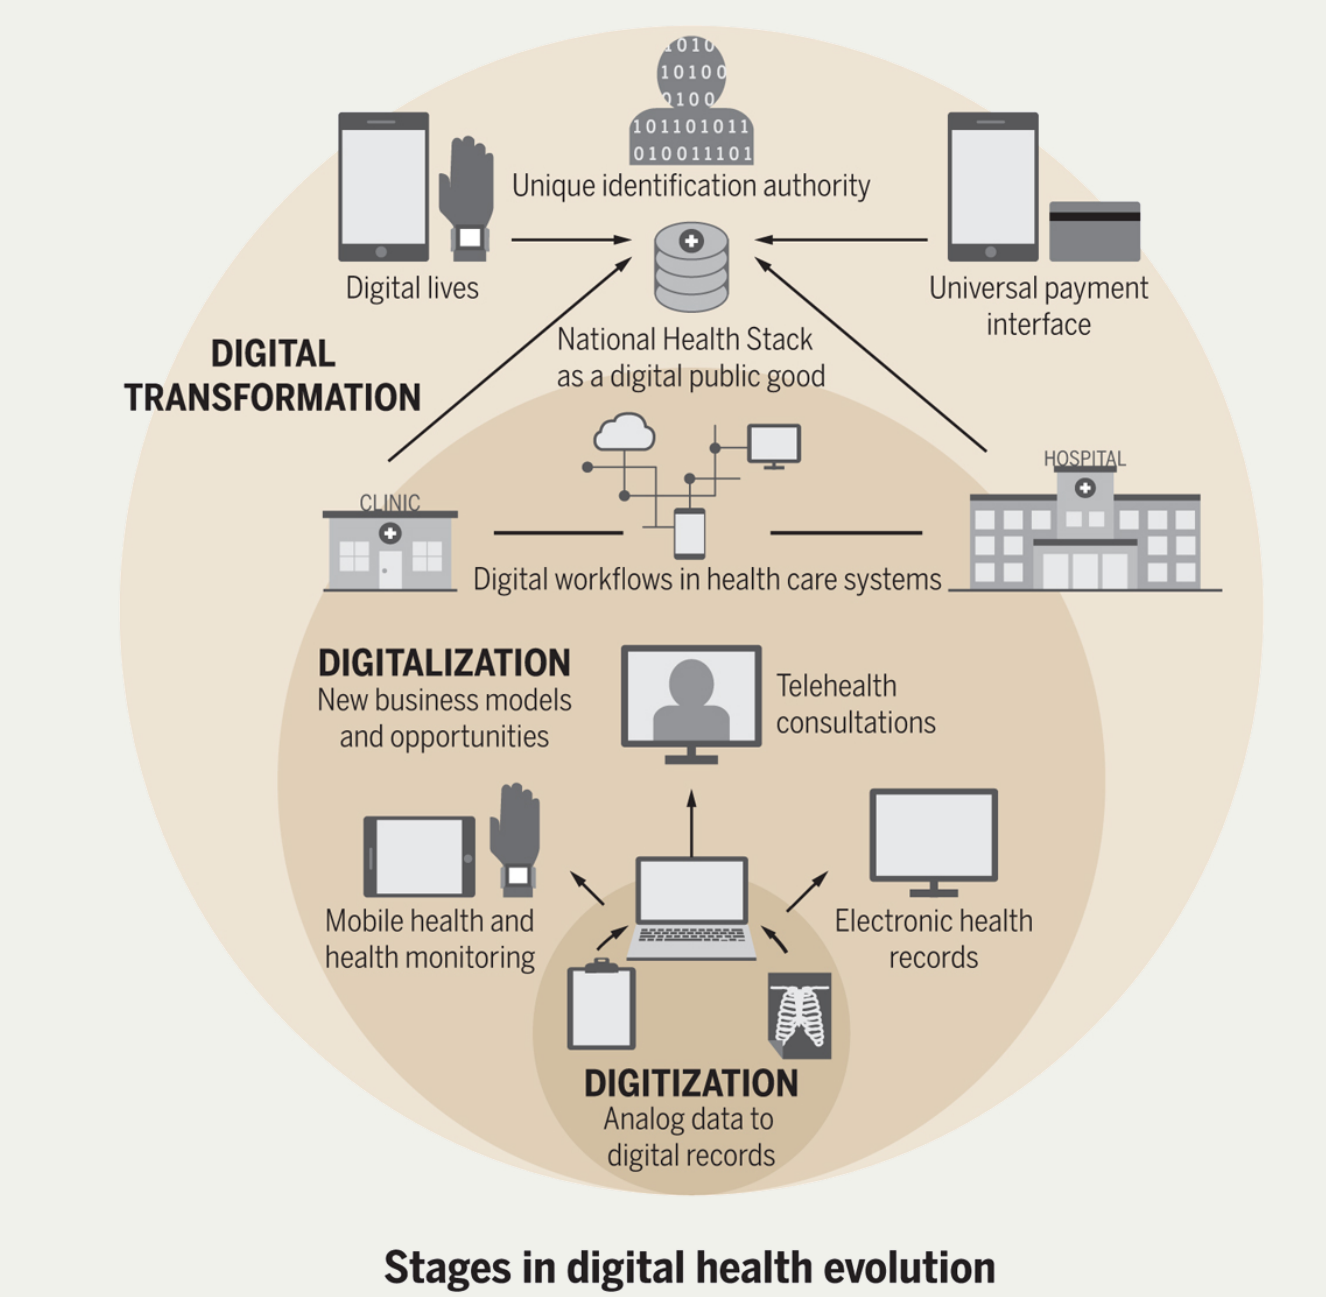 1010
10100
0100
101101011
010011101
Unique identification authority
Digital lives
Universal payment
interface
National Health Stack
as a digital public good
DIGITAL
TRANSFORMATION
CLINIC
HOSPITAL
Digital workflows in health care systems
DIGITALIZATION
New business models
and opportunities
Telehealth
consultations
Mobile health and
health monitoring
Electronic health
records
DIGITIZATION
Analog data to
digital records
Stages in digital health evolution